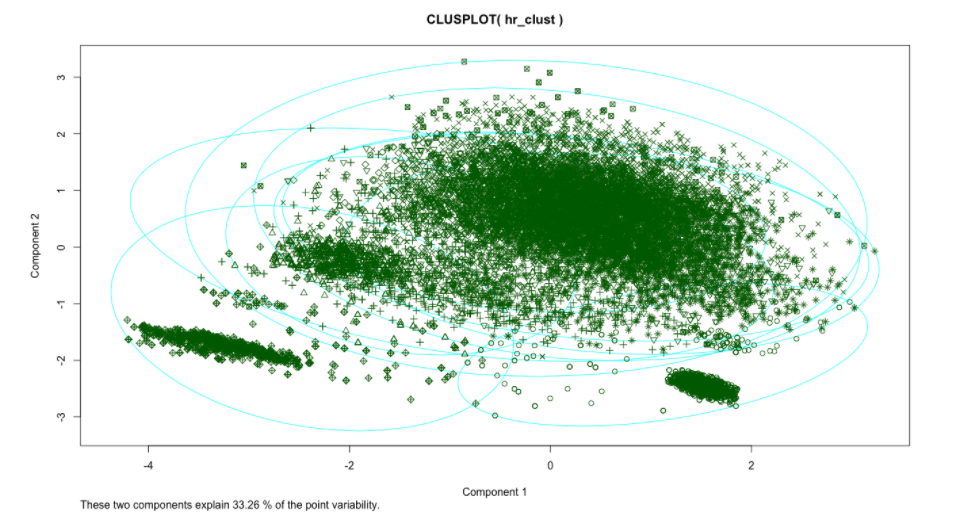 CLUSPLOT( hr_clust )
3
2
1
0
-1
-2
-3
Component 2
-4
-2
0
2
Component 1
These two components explain 33.26 % of the point variability.